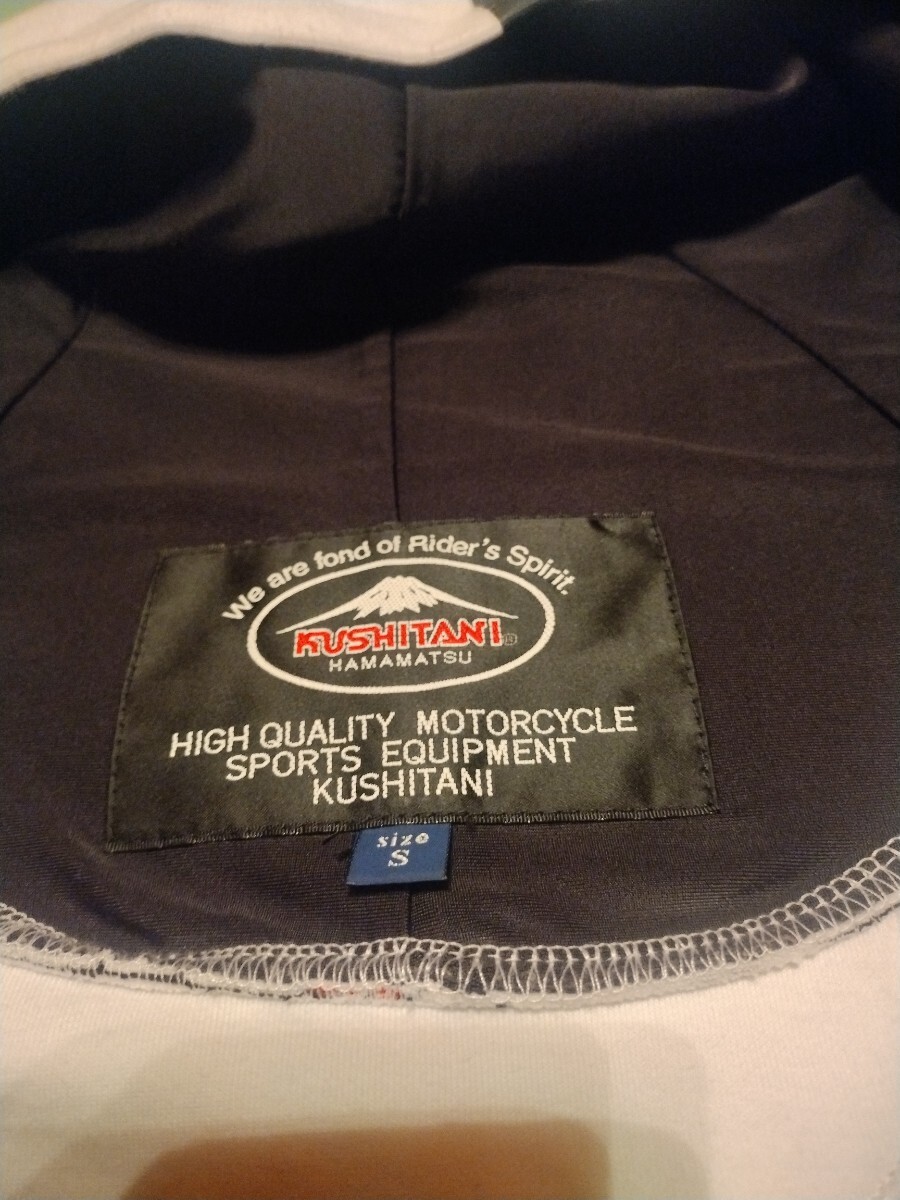 We are fond of Rider's Spirit.
KUSHITANI®
HAMAMATSU
HIGH QUALITY MOTORCYCLE
SPORTS EQUIPMENT
KUSHITANI
size
S